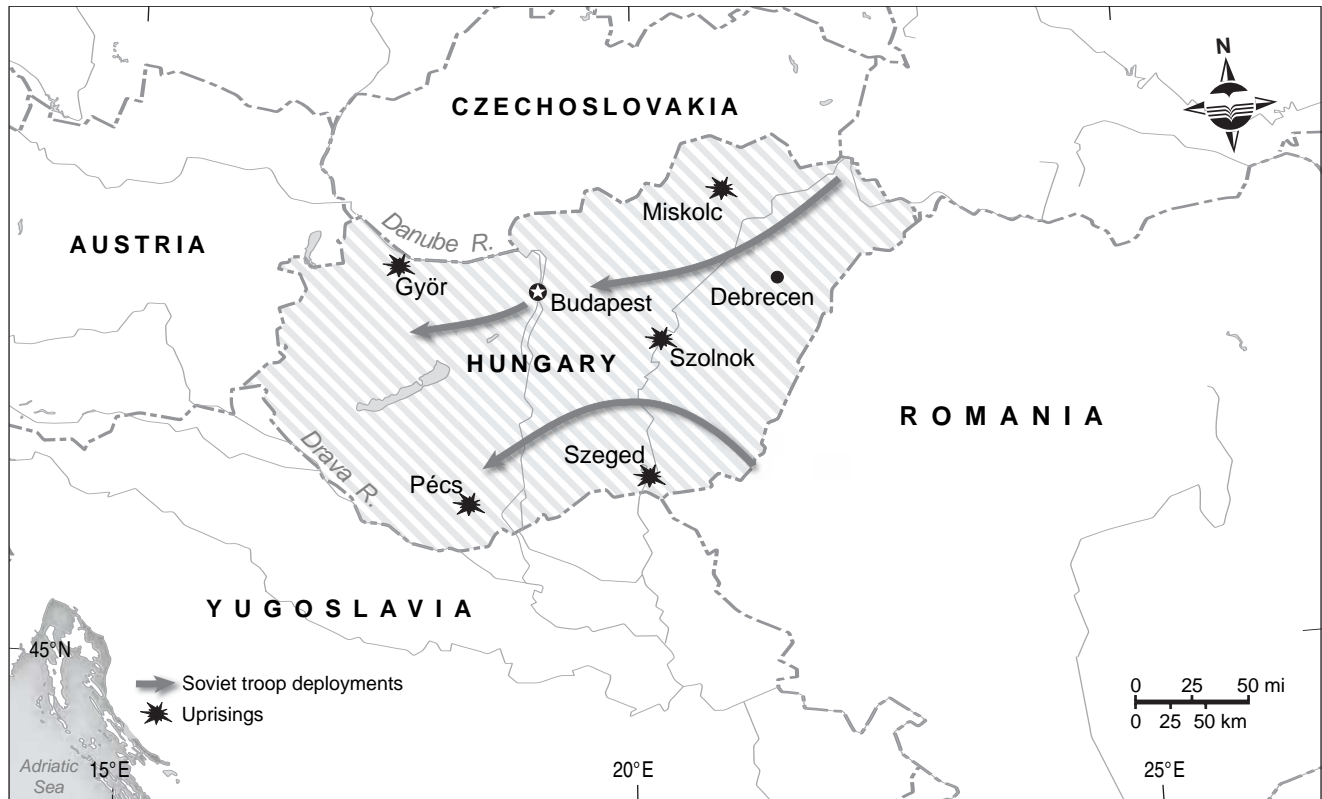 N
CZECHOSLOVAKIA
Miskolc
Danube R.
AUSTRIA
Györ
Budapest
Debrecen
HUNGARY
Szolnok
ROMANIA
Drava R.
Szeged
Pécs
YUGOSLAVIA
45°N
Soviet troop deployments
Uprisings
0 25 50 mi
0 25 50 km
Adriatic
Sea
15°E
20°E
25°E